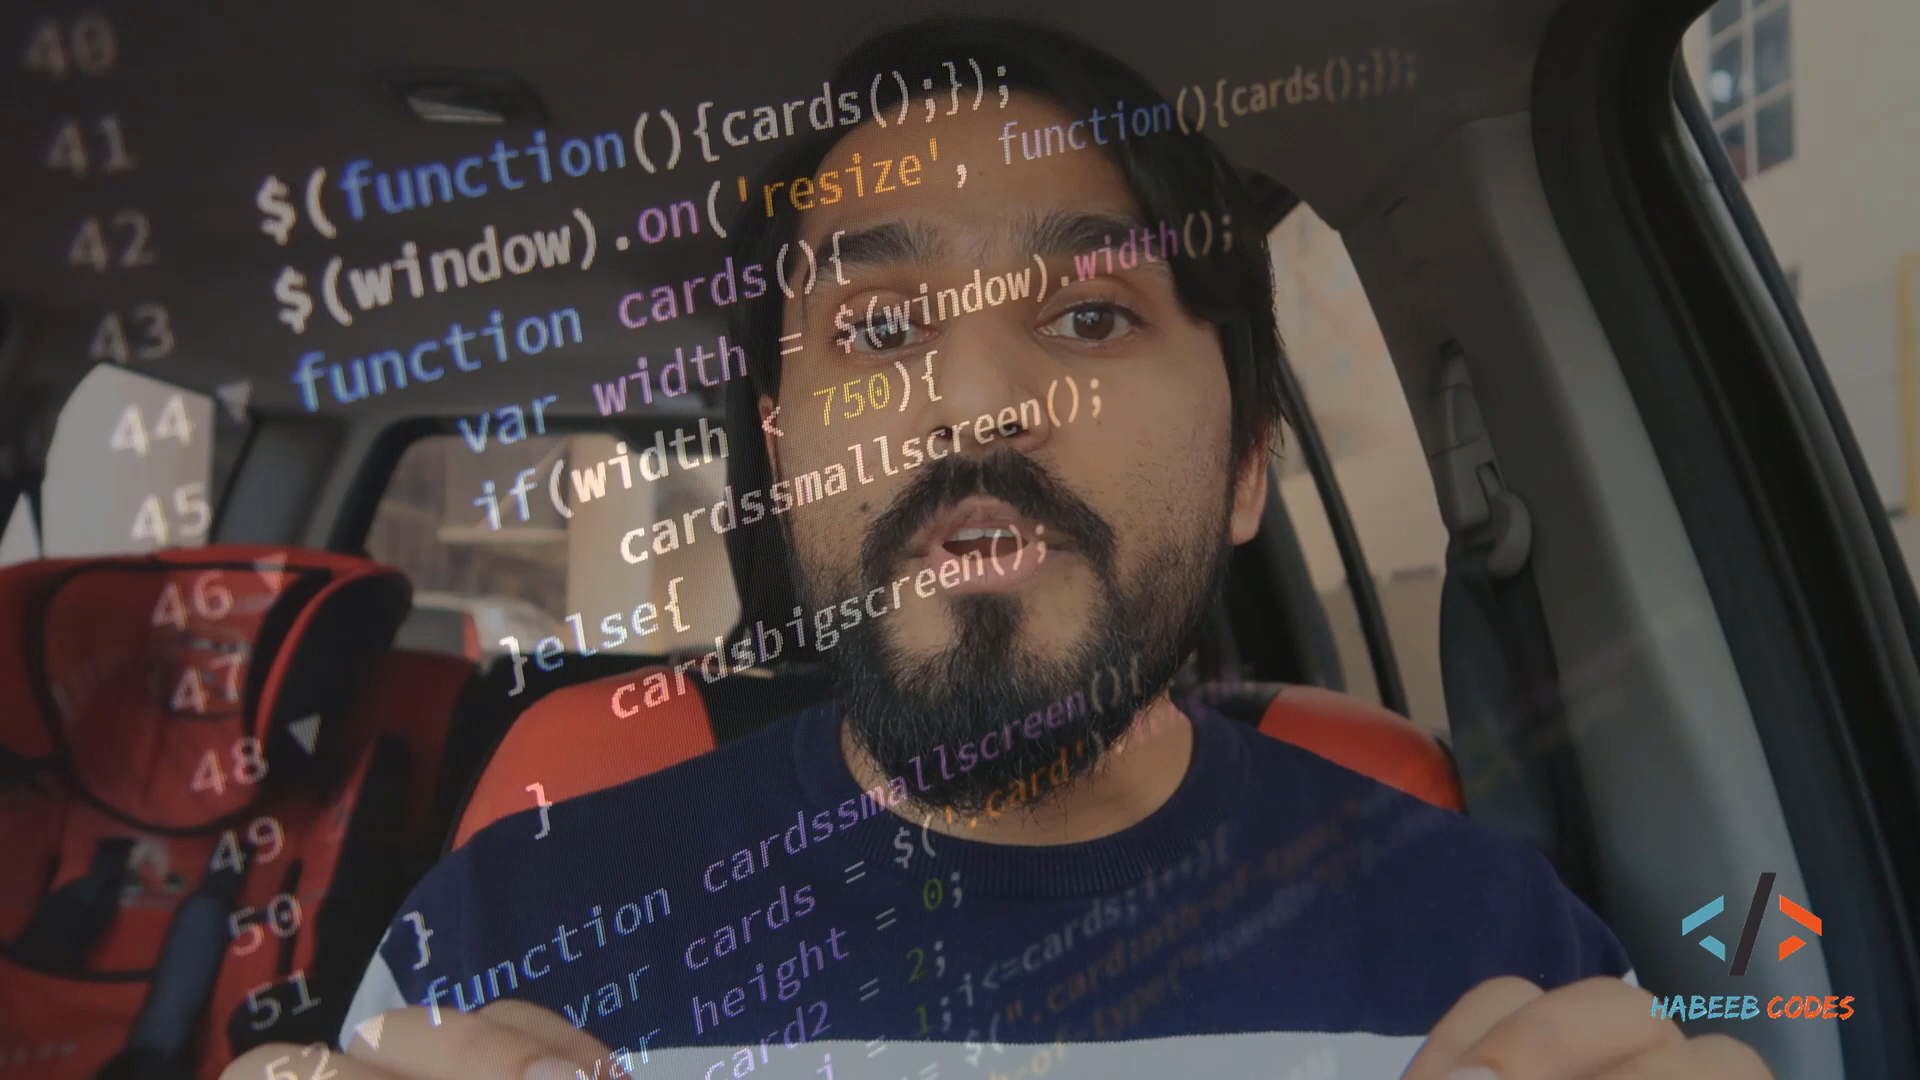 40
41 $(function(){cards();});
42 $(window).on('resize', function(){cards();});
43 function cards(){
44 var width = $(window).width();
45 if(width < 750){
46 cardssmallscreen();
47 }else{
48 cardsbigscreen();
49 }
50 }
51 function cardssmallscreen(){
52 var cards = $('.card')
var height = 0;
card2 = 2;
i = 1;i<=cards;i++){
HABEEB CODES